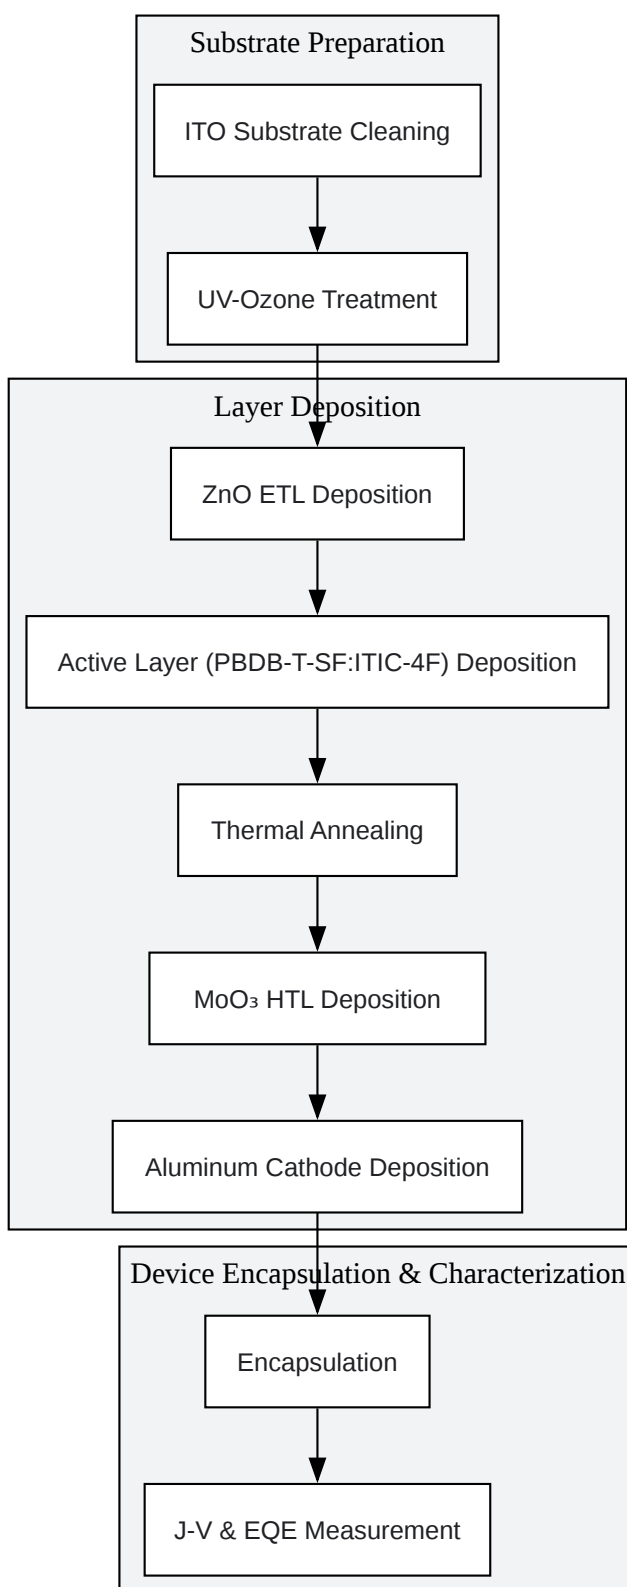 Substrate Preparation
ITO Substrate Cleaning
UV-Ozone Treatment
Layer Deposition
ZnO ETL Deposition
Active Layer (PBDB-T-SF:ITIC-4F) Deposition
Thermal Annealing
MoO₃ HTL Deposition
Aluminum Cathode Deposition
Device Encapsulation & Characterization
Encapsulation
J-V & EQE Measurement